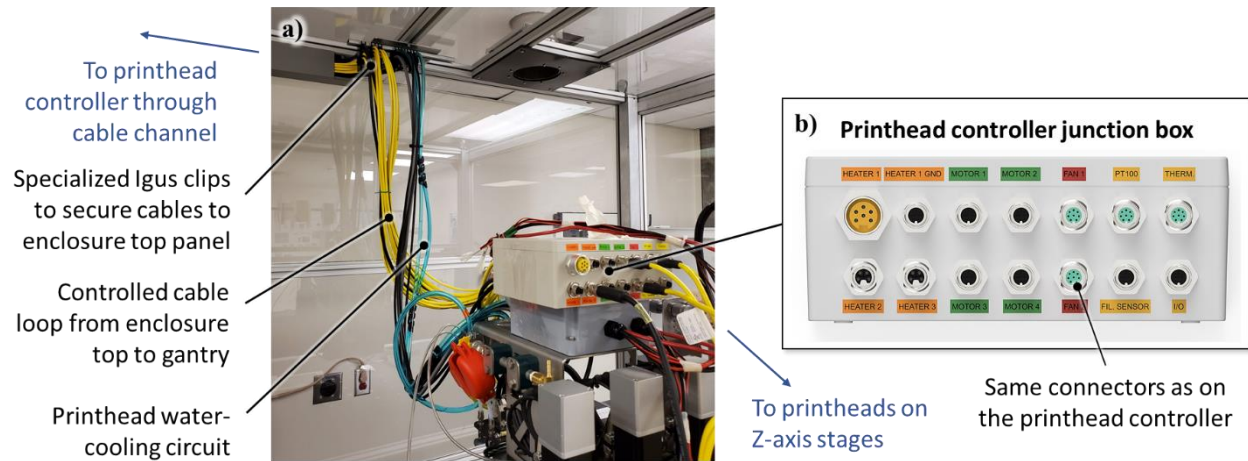 a)
To printhead
controller through
cable channel
Specialized Igus clips
to secure cables to
enclosure top panel
Controlled cable
loop from enclosure
top to gantry
Printhead water-
cooling circuit
b)
Printhead controller junction box
HEATER 1 HEATER 1 GND MOTOR 1 MOTOR 2 FAN 1 PT100 THERM.
HEATER 2 HEATER 3 MOTOR 3 MOTOR 4 FAN FIL. SENSOR I/O
To printheads on
Z-axis stages
Same connectors as on
the printhead controller